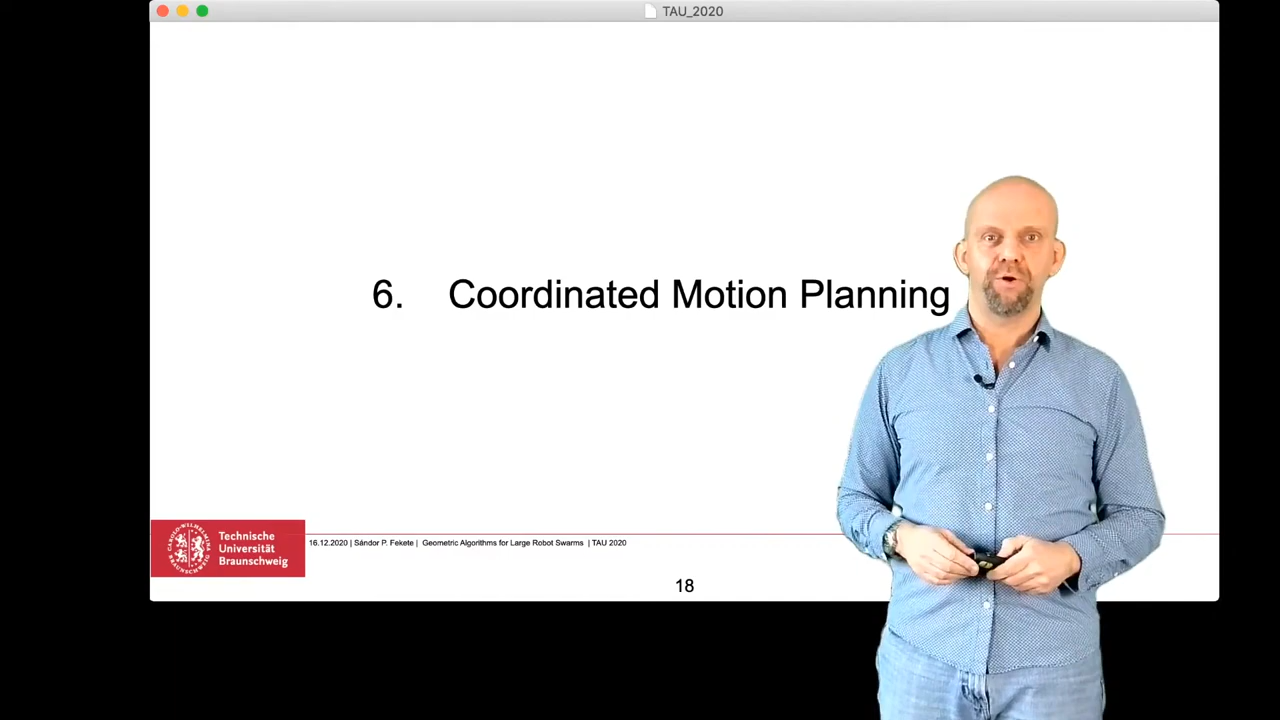 TAU_2020
6. Coordinated Motion Planning
Technische
Universität
Braunschweig
16.12.2020 | Sándor P. Fekete | Geometric Algorithms for Large Robot Swarms | TAU 2020
18